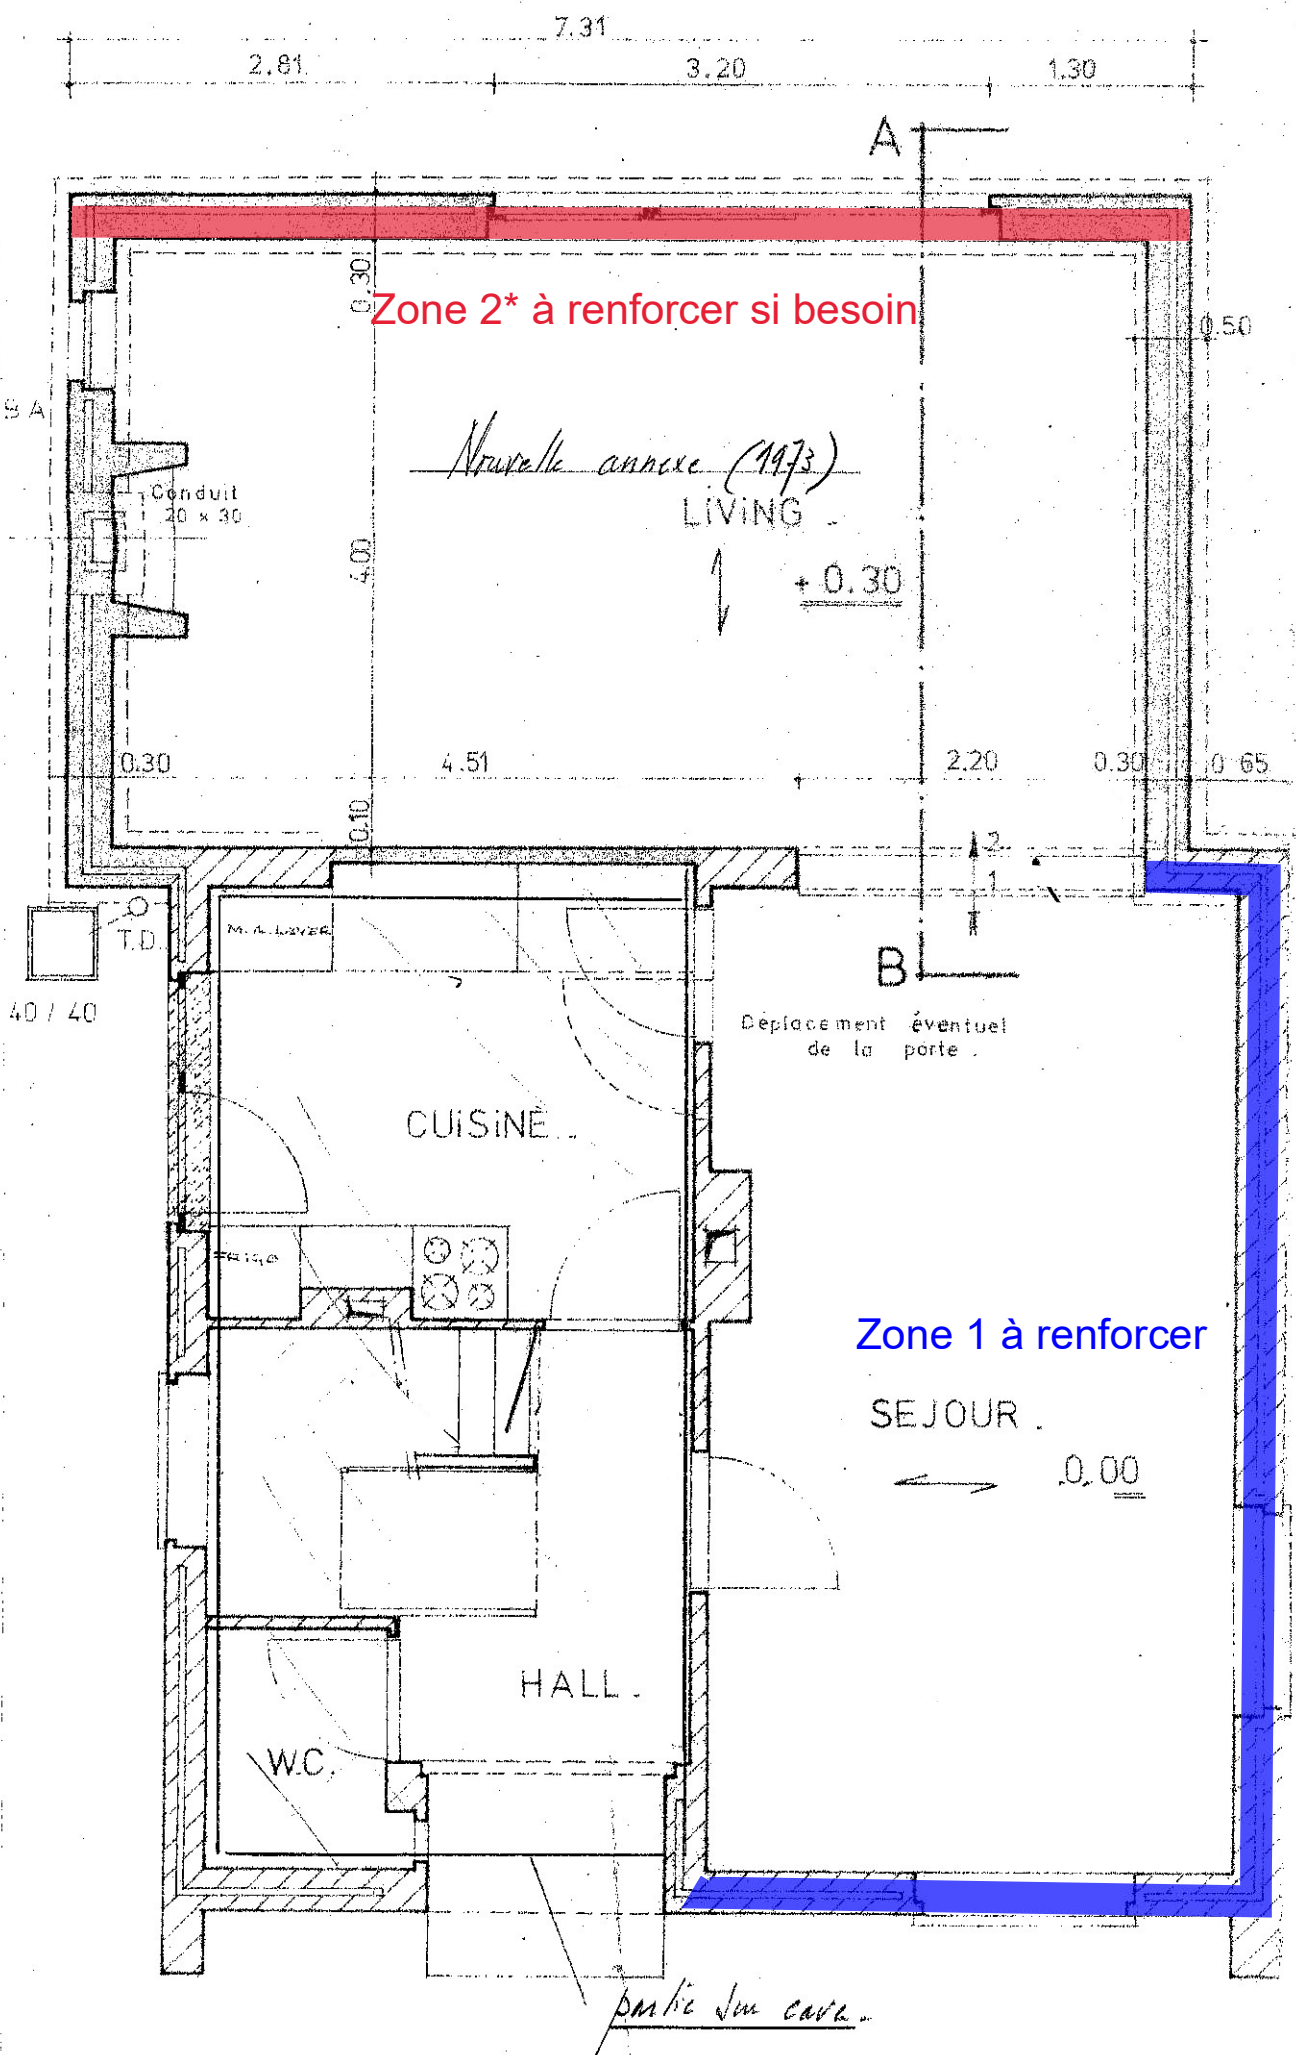 7.31
2.81
3.20
1.30
A
0.30
Zone 2* à renforcer si besoin
0.50
Nouvelle annexe (1973)
LiViNG
Conduit
20 x 30
4.00
+ 0.30
0.30
4.51
2.20
0.30
0.65
0.10
2
1
T.D.
M. A. LAVER
B
40 / 40
Déplacement éventuel
de la porte.
CUiSiNE
FRIGO
Zone 1 à renforcer
SEJOUR.
0.00
HALL.
W.C.
partie sur cave.